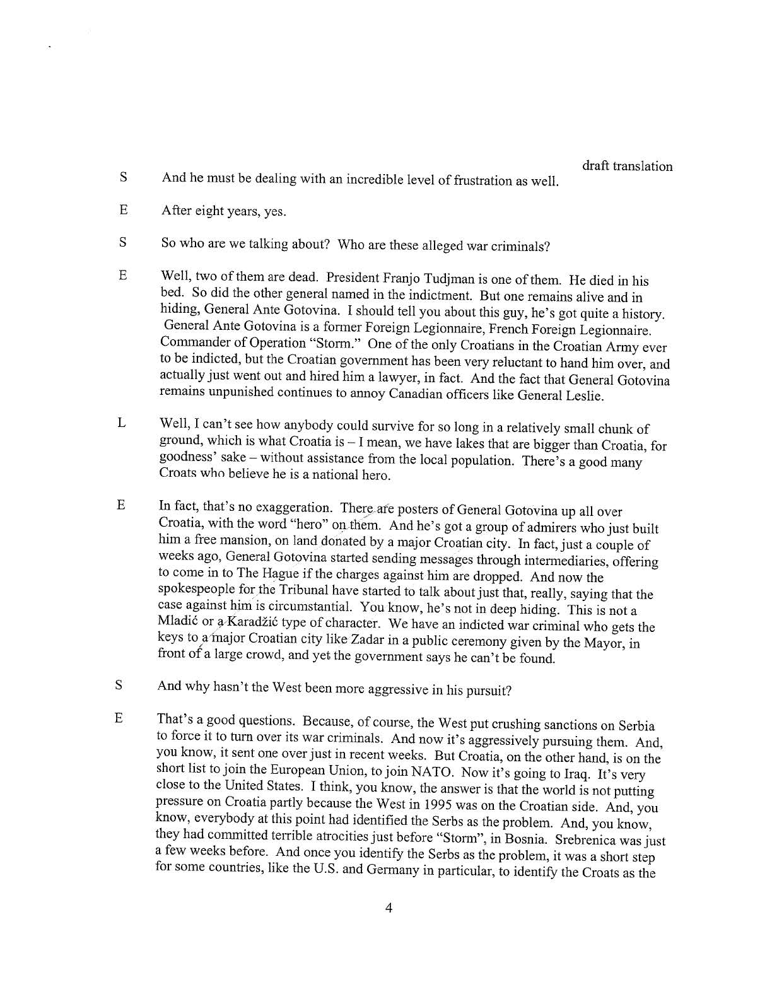 draft translation
S And he must be dealing with an incredible level of frustration as well.
E After eight years, yes.
S So who are we talking about? Who are these alleged war criminals?
E Well, two of them are dead. President Franjo Tudjman is one of them. He died in his
bed. So did the other general named in the indictment. But one remains alive and in
hiding, General Ante Gotovina. I should tell you about this guy, he's got quite a history.
General Ante Gotovina is a former Foreign Legionnaire, French Foreign Legionnaire.
Commander of Operation “Storm.” One of the only Croatians in the Croatian Army ever
to be indicted, but the Croatian government has been very reluctant to hand him over, and
actually just went out and hired him a lawyer, in fact. And the fact that General Gotovina
remains unpunished continues to annoy Canadian officers like General Leslie.
L Well, I can't see how anybody could survive for so long in a relatively small chunk of
ground, which is what Croatia is – I mean, we have lakes that are bigger than Croatia, for
goodness' sake – without assistance from the local population. There's a good many
Croats who believe he is a national hero.
E In fact, that's no exaggeration. There are posters of General Gotovina up all over
Croatia, with the word “hero” on them. And he's got a group of admirers who just built
him a free mansion, on land donated by a major Croatian city. In fact, just a couple of
weeks ago, General Gotovina started sending messages through intermediaries, offering
to come in to The Hague if the charges against him are dropped. And now the
spokespeople for the Tribunal have started to talk about just that, really, saying that the
case against him is circumstantial. You know, he's not in deep hiding. This is not a
Mladić or a Karadžić type of character. We have an indicted war criminal who gets the
keys to a major Croatian city like Zadar in a public ceremony given by the Mayor, in
front of a large crowd, and yet the government says he can't be found.
S And why hasn't the West been more aggressive in his pursuit?
E That's a good questions. Because, of course, the West put crushing sanctions on Serbia
to force it to turn over its war criminals. And now it's aggressively pursuing them. And,
you know, it sent one over just in recent weeks. But Croatia, on the other hand, is on the
short list to join the European Union, to join NATO. Now it's going to Iraq. It's very
close to the United States. I think, you know, the answer is that the world is not putting
pressure on Croatia partly because the West in 1995 was on the Croatian side. And, you
know, everybody at this point had identified the Serbs as the problem. And, you know,
they had committed terrible atrocities just before “Storm”, in Bosnia. Srebrenica was just
a few weeks before. And once you identify the Serbs as the problem, it was a short step
for some countries, like the U.S. and Germany in particular, to identify the Croats as the
4